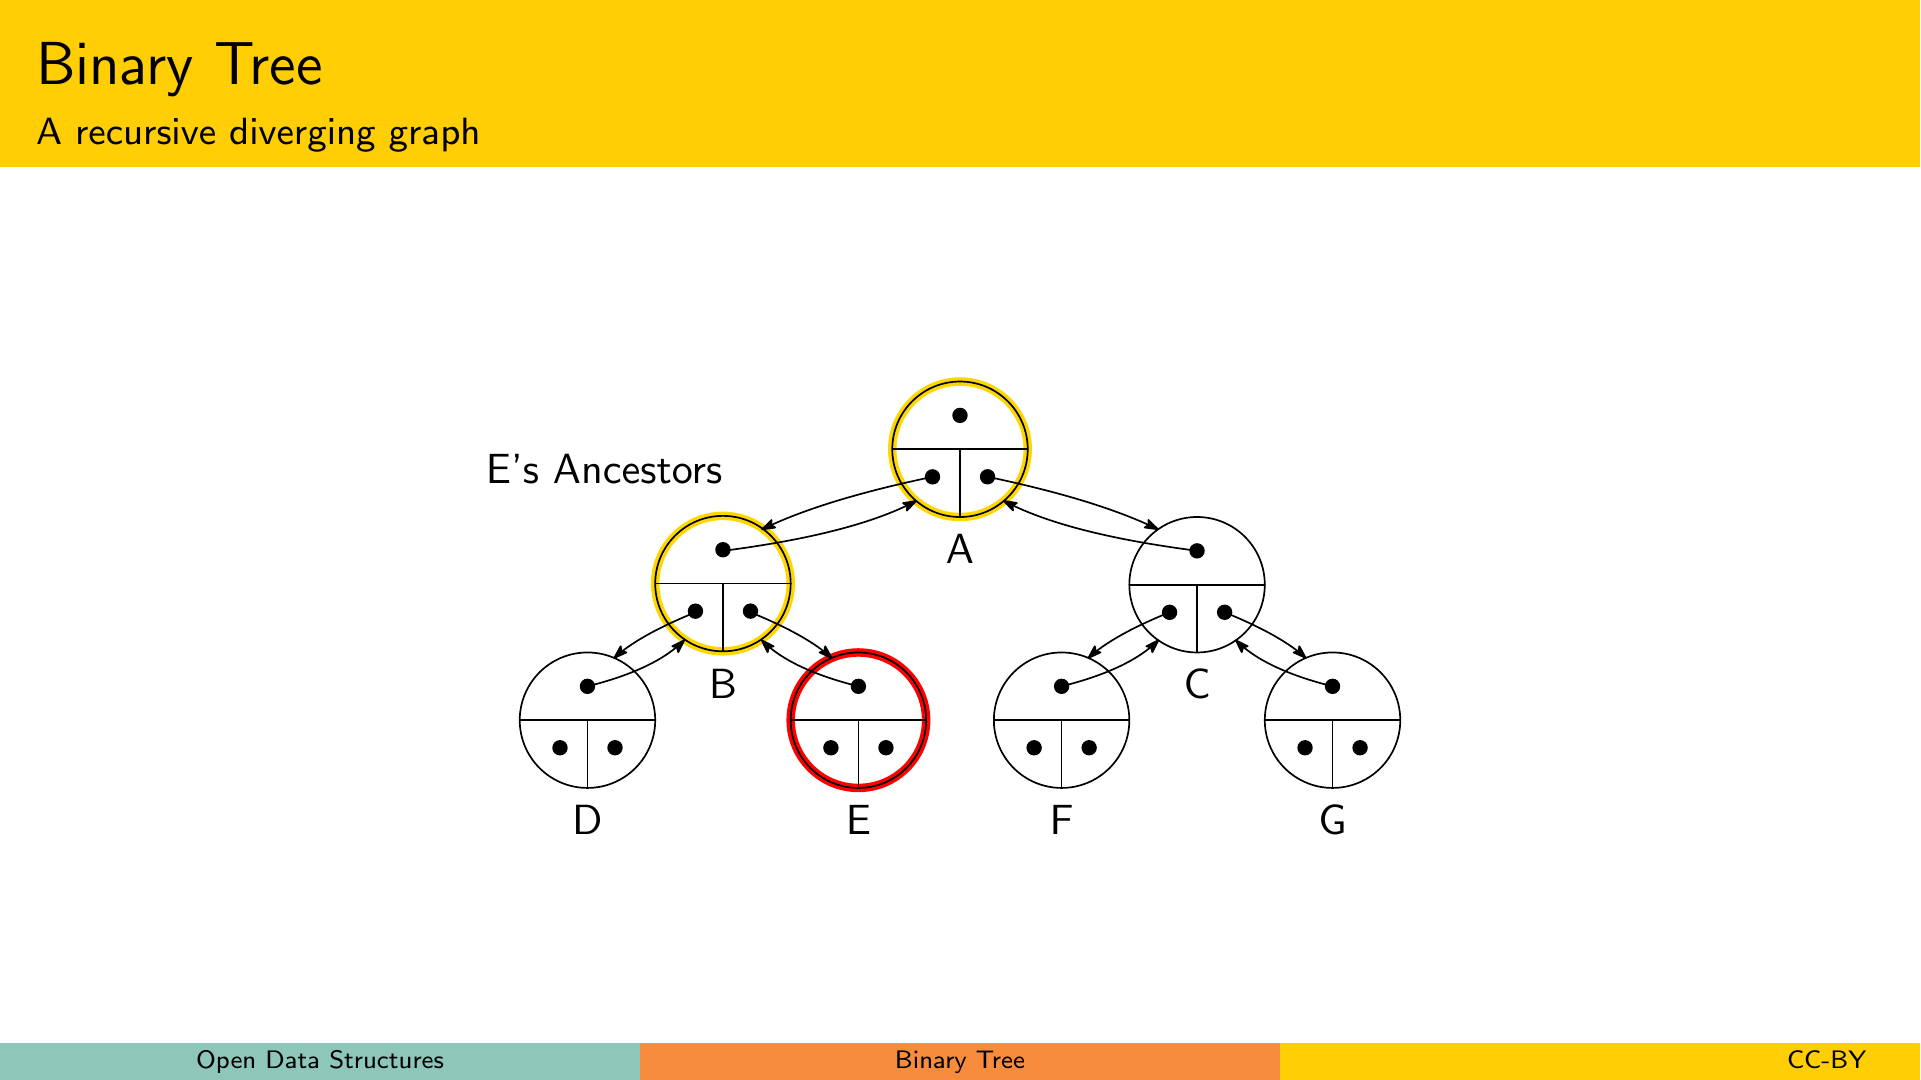 Binary Tree
A recursive diverging graph
E's Ancestors
A
B
C
D
E
F
G
Open Data Structures
Binary Tree
CC-BY